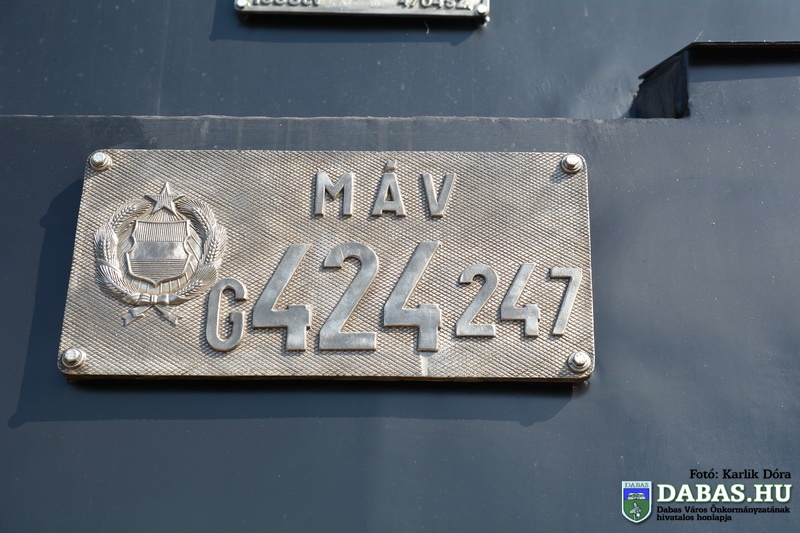 MÁV
G424247
Fotó: Karlik Dóra
DABAS
DABAS.HU
Dabas Város Önkormányzatának
hivatalos honlapja